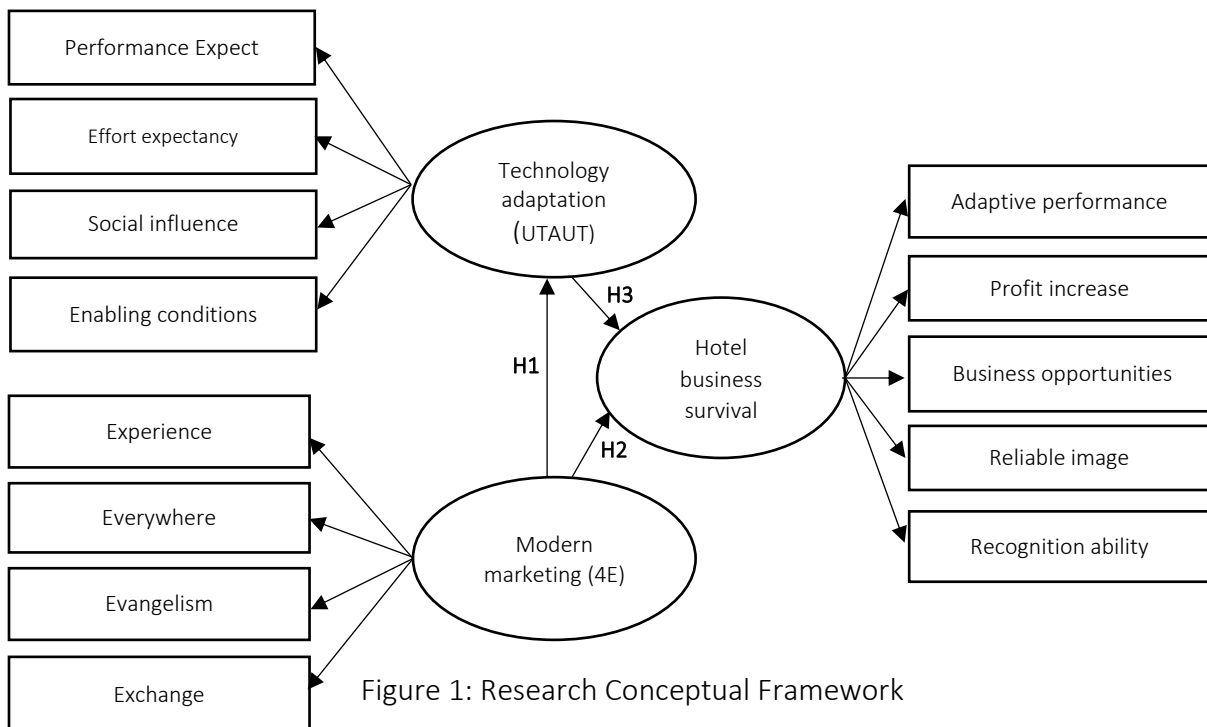 Performance Expect
Effort expectancy
Social influence
Enabling conditions
Experience
Everywhere
Evangelism
Exchange
Technology
adaptation
(UTAUT)
H3
H1
H2
Hotel
business
survival
Modern
marketing (4E)
Adaptive performance
Profit increase
Business opportunities
Reliable image
Recognition ability
Figure 1: Research Conceptual Framework